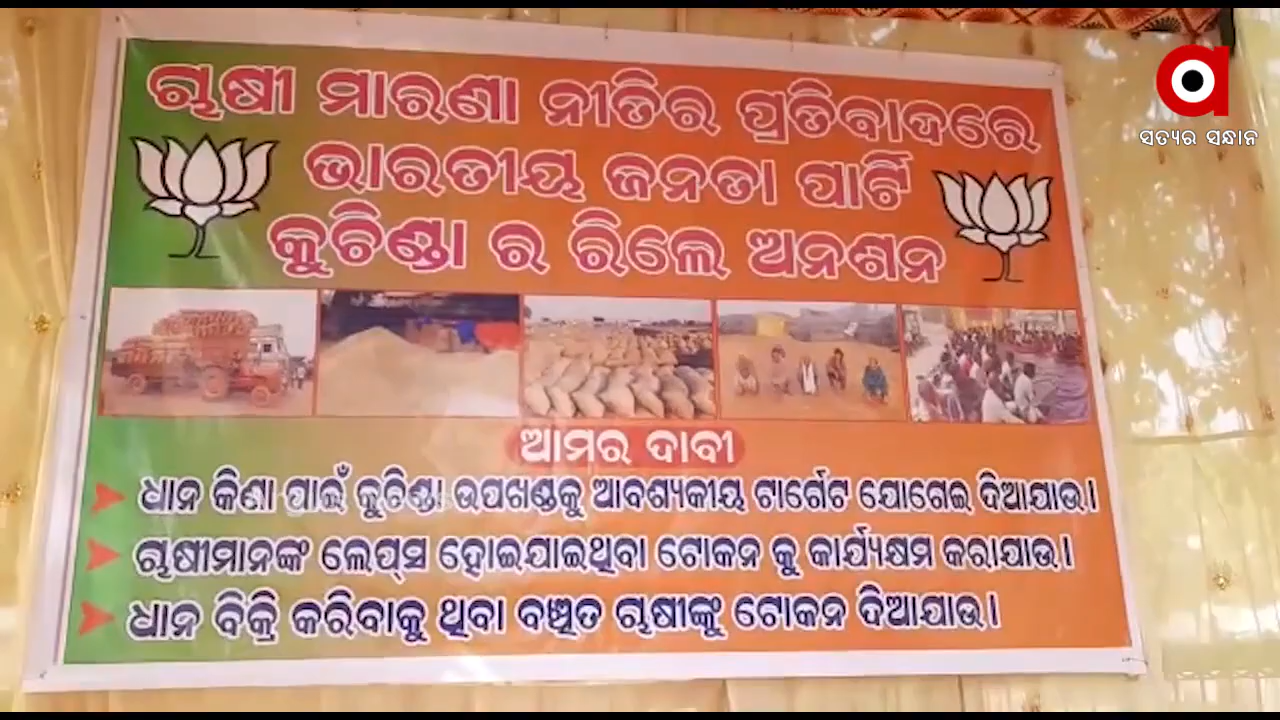 ଚାଷୀ ମାରଣା ନୀତିର ପ୍ରତିବାଦରେ
ଭାରତୀୟ ଜନତା ପାର୍ଟି
କୁଚିଣ୍ଡା ର ରିଲେ ଅନଶନ
ସତ୍ୟର ସନ୍ଧାନ
ଆମର ଦାବୀ
ଧାନ କିଣା ପାଇଁ କୁଚିଣ୍ଡା ଉପଖଣ୍ଡକୁ ଆବଶ୍ୟକୀୟ ଟାର୍ଗେଟ ଯୋଗେଇ ଦିଆଯାଉ।
ଚାଷୀମାନଙ୍କ ଲେପ୍‌ସ ହୋଇଯାଇଥିବା ଟୋକନ କୁ କାର୍ଯ୍ୟକ୍ଷମ କରାଯାଉ।
ଧାନ ବିକ୍ରି କରିବାକୁ ଥିବା ବଞ୍ଚିତ ଚାଷୀଙ୍କୁ ଟୋକନ ଦିଆଯାଉ।